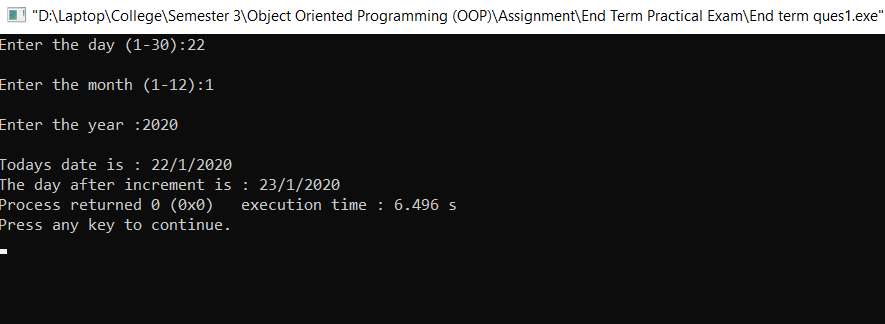 "D:\Laptop\College\Semester 3\Object Oriented Programming (OOP)\Assignment\End Term Practical Exam\End term ques1.exe"
Enter the day (1-30):22
Enter the month (1-12):1
Enter the year :2020
Todays date is : 22/1/2020
The day after increment is : 23/1/2020
Process returned 0 (0x0)   execution time : 6.496 s
Press any key to continue.